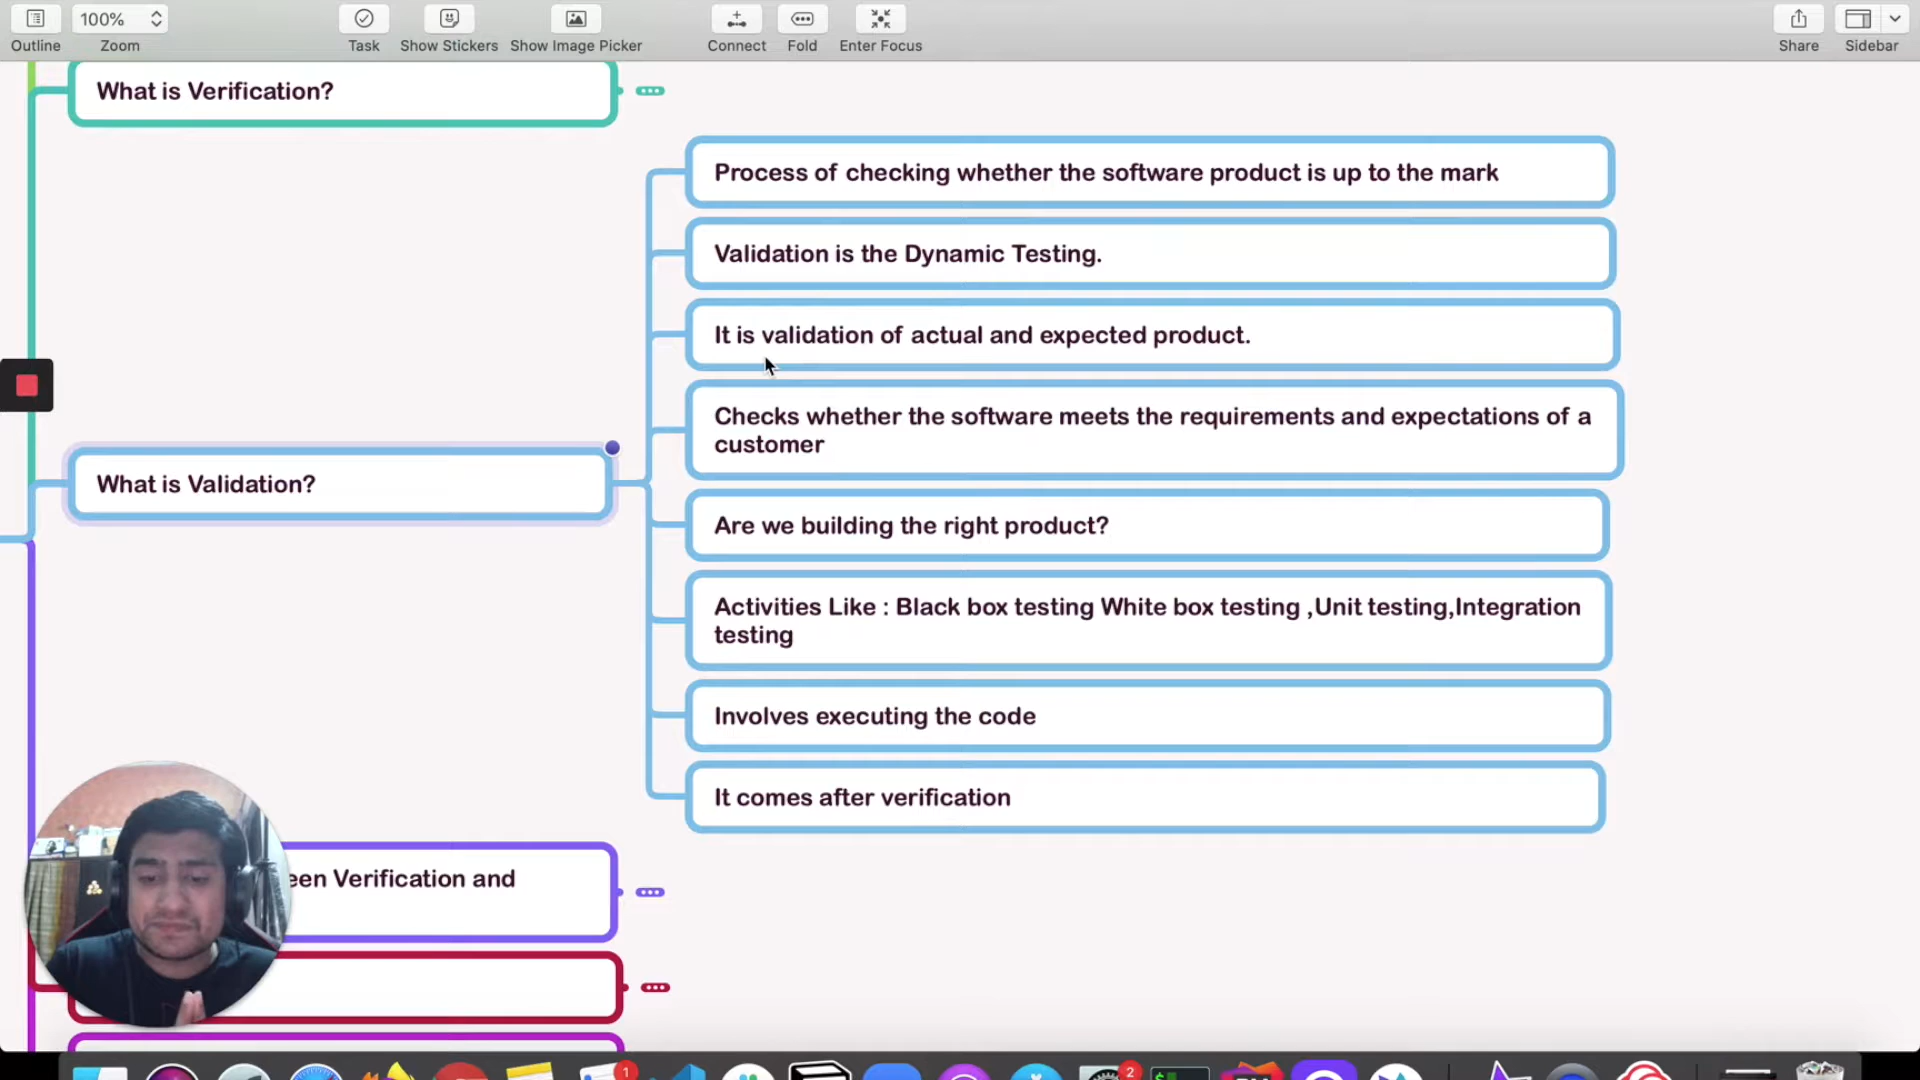 100%
Outline
Zoom
Task
Show Stickers
Show Image Picker
Connect
Fold
Enter Focus
Share
Sidebar
What is Verification?
Process of checking whether the software product is up to the mark
Validation is the Dynamic Testing.
It is validation of actual and expected product.
Checks whether the software meets the requirements and expectations of a
customer
What is Validation?
Are we building the right product?
Activities Like : Black box testing White box testing ,Unit testing,Integration
testing
Involves executing the code
It comes after verification
een Verification and
1
2
$